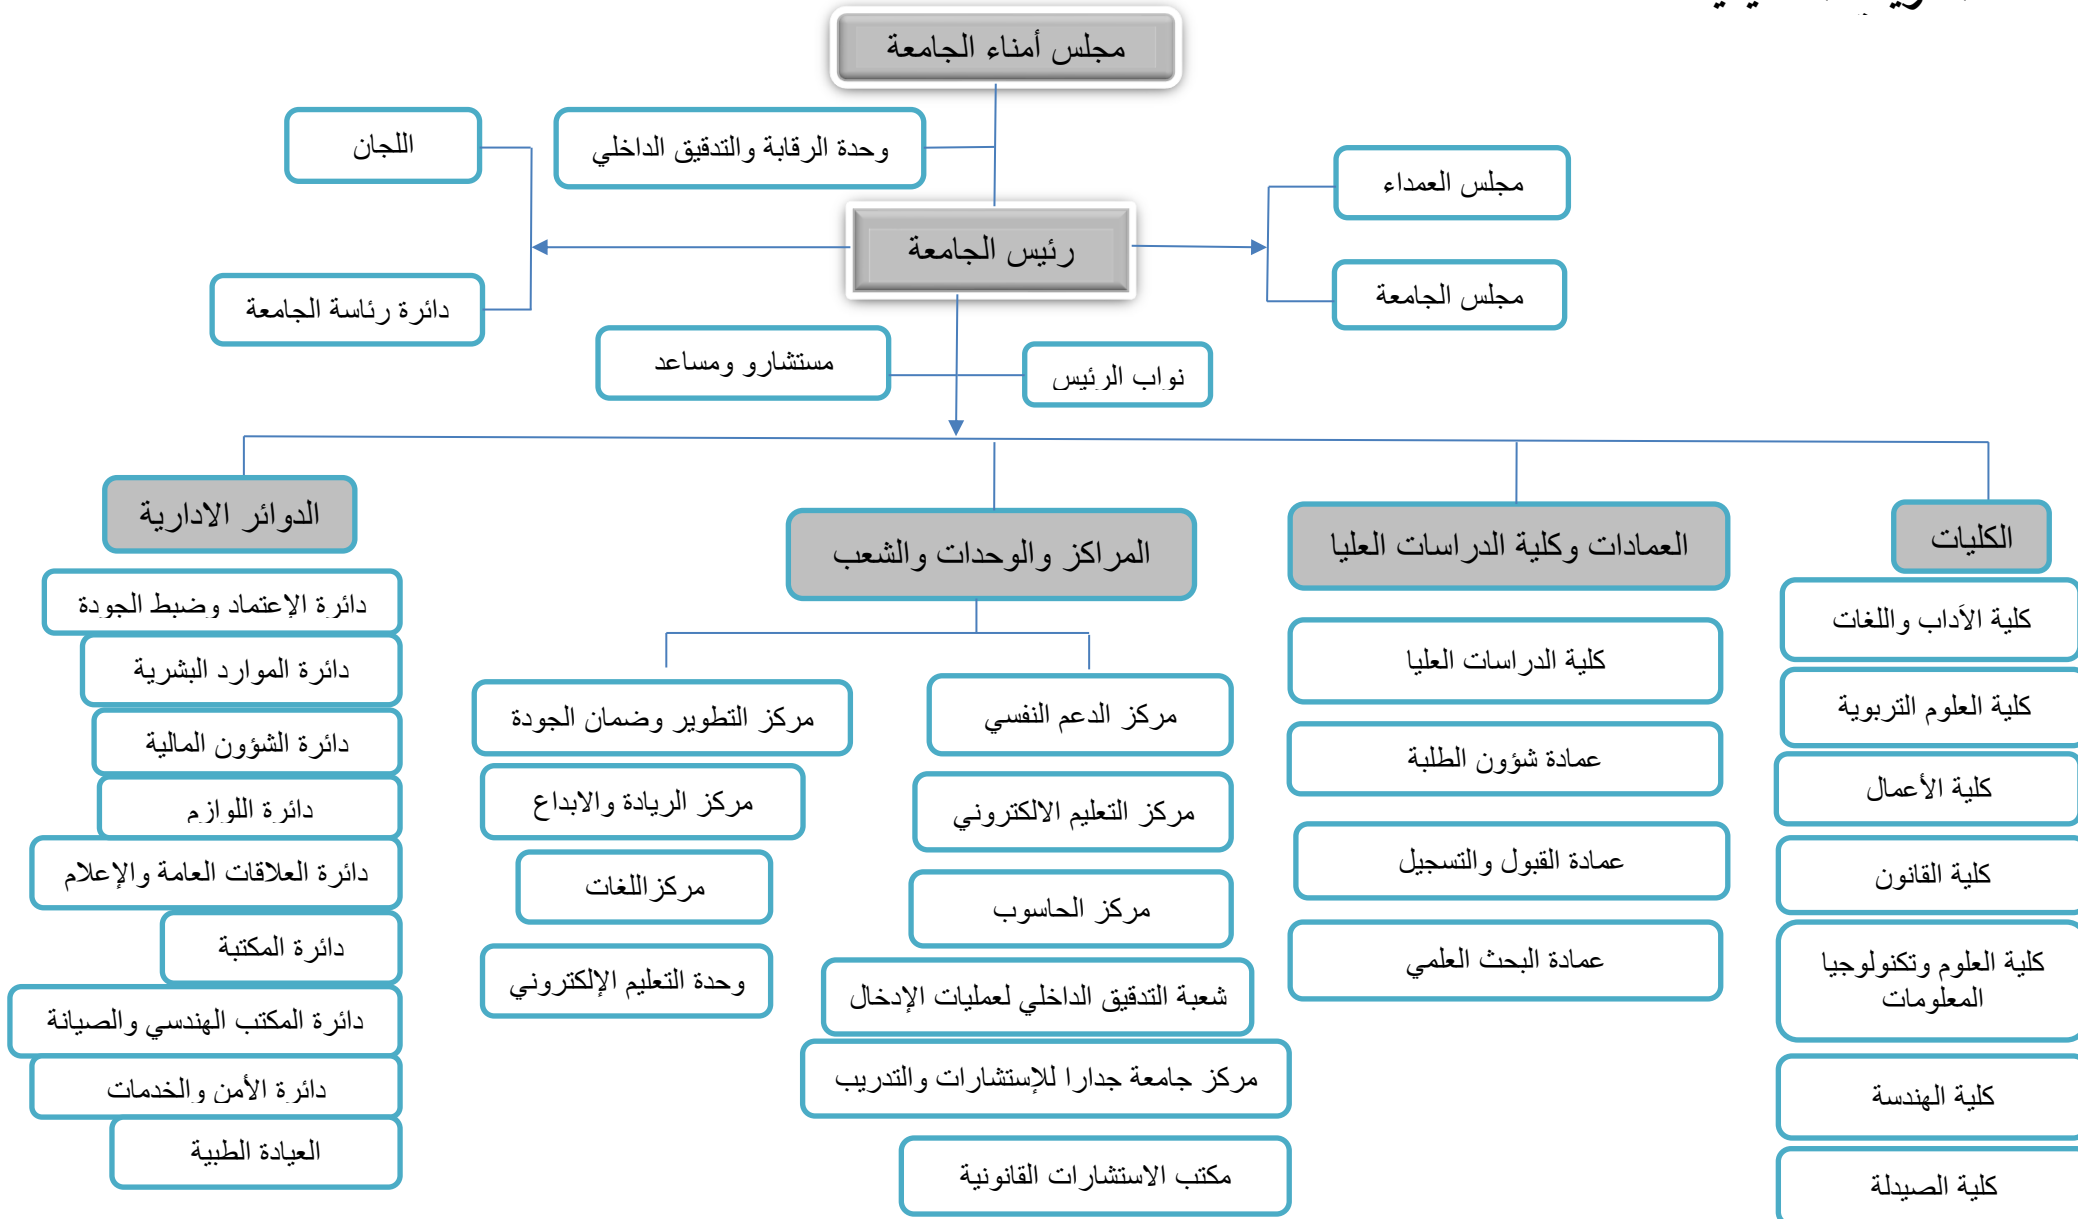 مجلس أمناء الجامعة
وحدة الرقابة والتدقيق الداخلي
اللجان
مجلس العمداء
رئيس الجامعة
مجلس الجامعة
دائرة رئاسة الجامعة
نواب الرئيس
مستشارو ومساعد
الكليات
كلية الآداب واللغات
كلية العلوم التربوية
كلية الأعمال
كلية القانون
كلية العلوم وتكنولوجيا
المعلومات
كلية الهندسة
كلية الصيدلة
العمادات وكلية الدراسات العليا
كلية الدراسات العليا
عمادة شؤون الطلبة
عمادة القبول والتسجيل
عمادة البحث العلمي
المراكز والوحدات والشعب
مركز الدعم النفسي
مركز التعليم الالكتروني
مركز الحاسوب
شعبة التدقيق الداخلي لعمليات الإدخال
مركز جامعة جدارا للإستشارات والتدريب
مكتب الاستشارات القانونية
مركز التطوير وضمان الجودة
مركز الريادة والابداع
مركزاللغات
وحدة التعليم الإلكتروني
الدوائر الادارية
دائرة الإعتماد وضبط الجودة
دائرة الموارد البشرية
دائرة الشؤون المالية
دائرة اللوازم
دائرة العلاقات العامة والإعلام
دائرة المكتبة
دائرة المكتب الهندسي والصيانة
دائرة الأمن والخدمات
العيادة الطبية